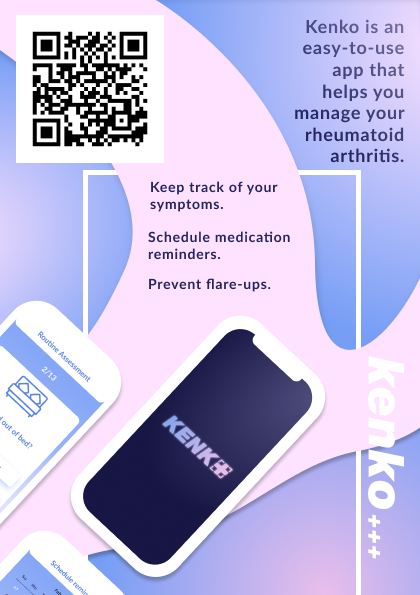 Kenko is an
easy-to-use
app that
helps you
manage your
rheumatoid
arthritis.
Keep track of your
symptoms.
Schedule medication
reminders.
Prevent flare-ups.
Routine Assessment
2/13
out of bed?
KENKO
kenko+++
Schedule